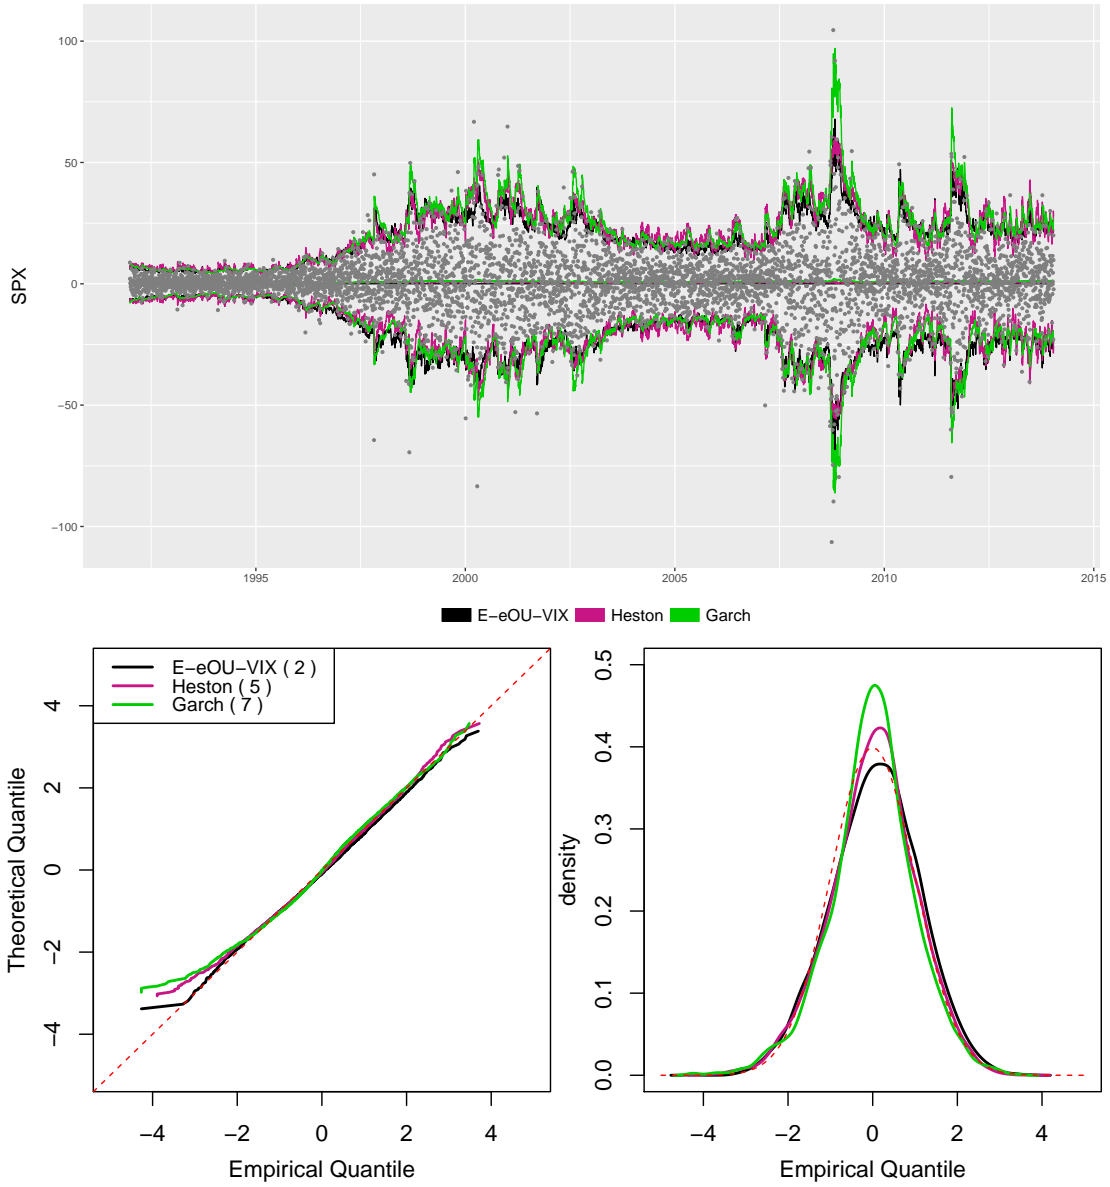 100
50
0
−50
−100
SPX
1995 2000 2005 2010 2015
E−eOU−VIX Heston Garch
E−eOU−VIX ( 2 )
Heston ( 5 )
Garch ( 7 )
4
2
0
−2
−4
Theoretical Quantile
−4 −2 0 2 4
Empirical Quantile
0.5
0.4
0.3
0.2
0.1
0.0
density
−4 −2 0 2 4
Empirical Quantile